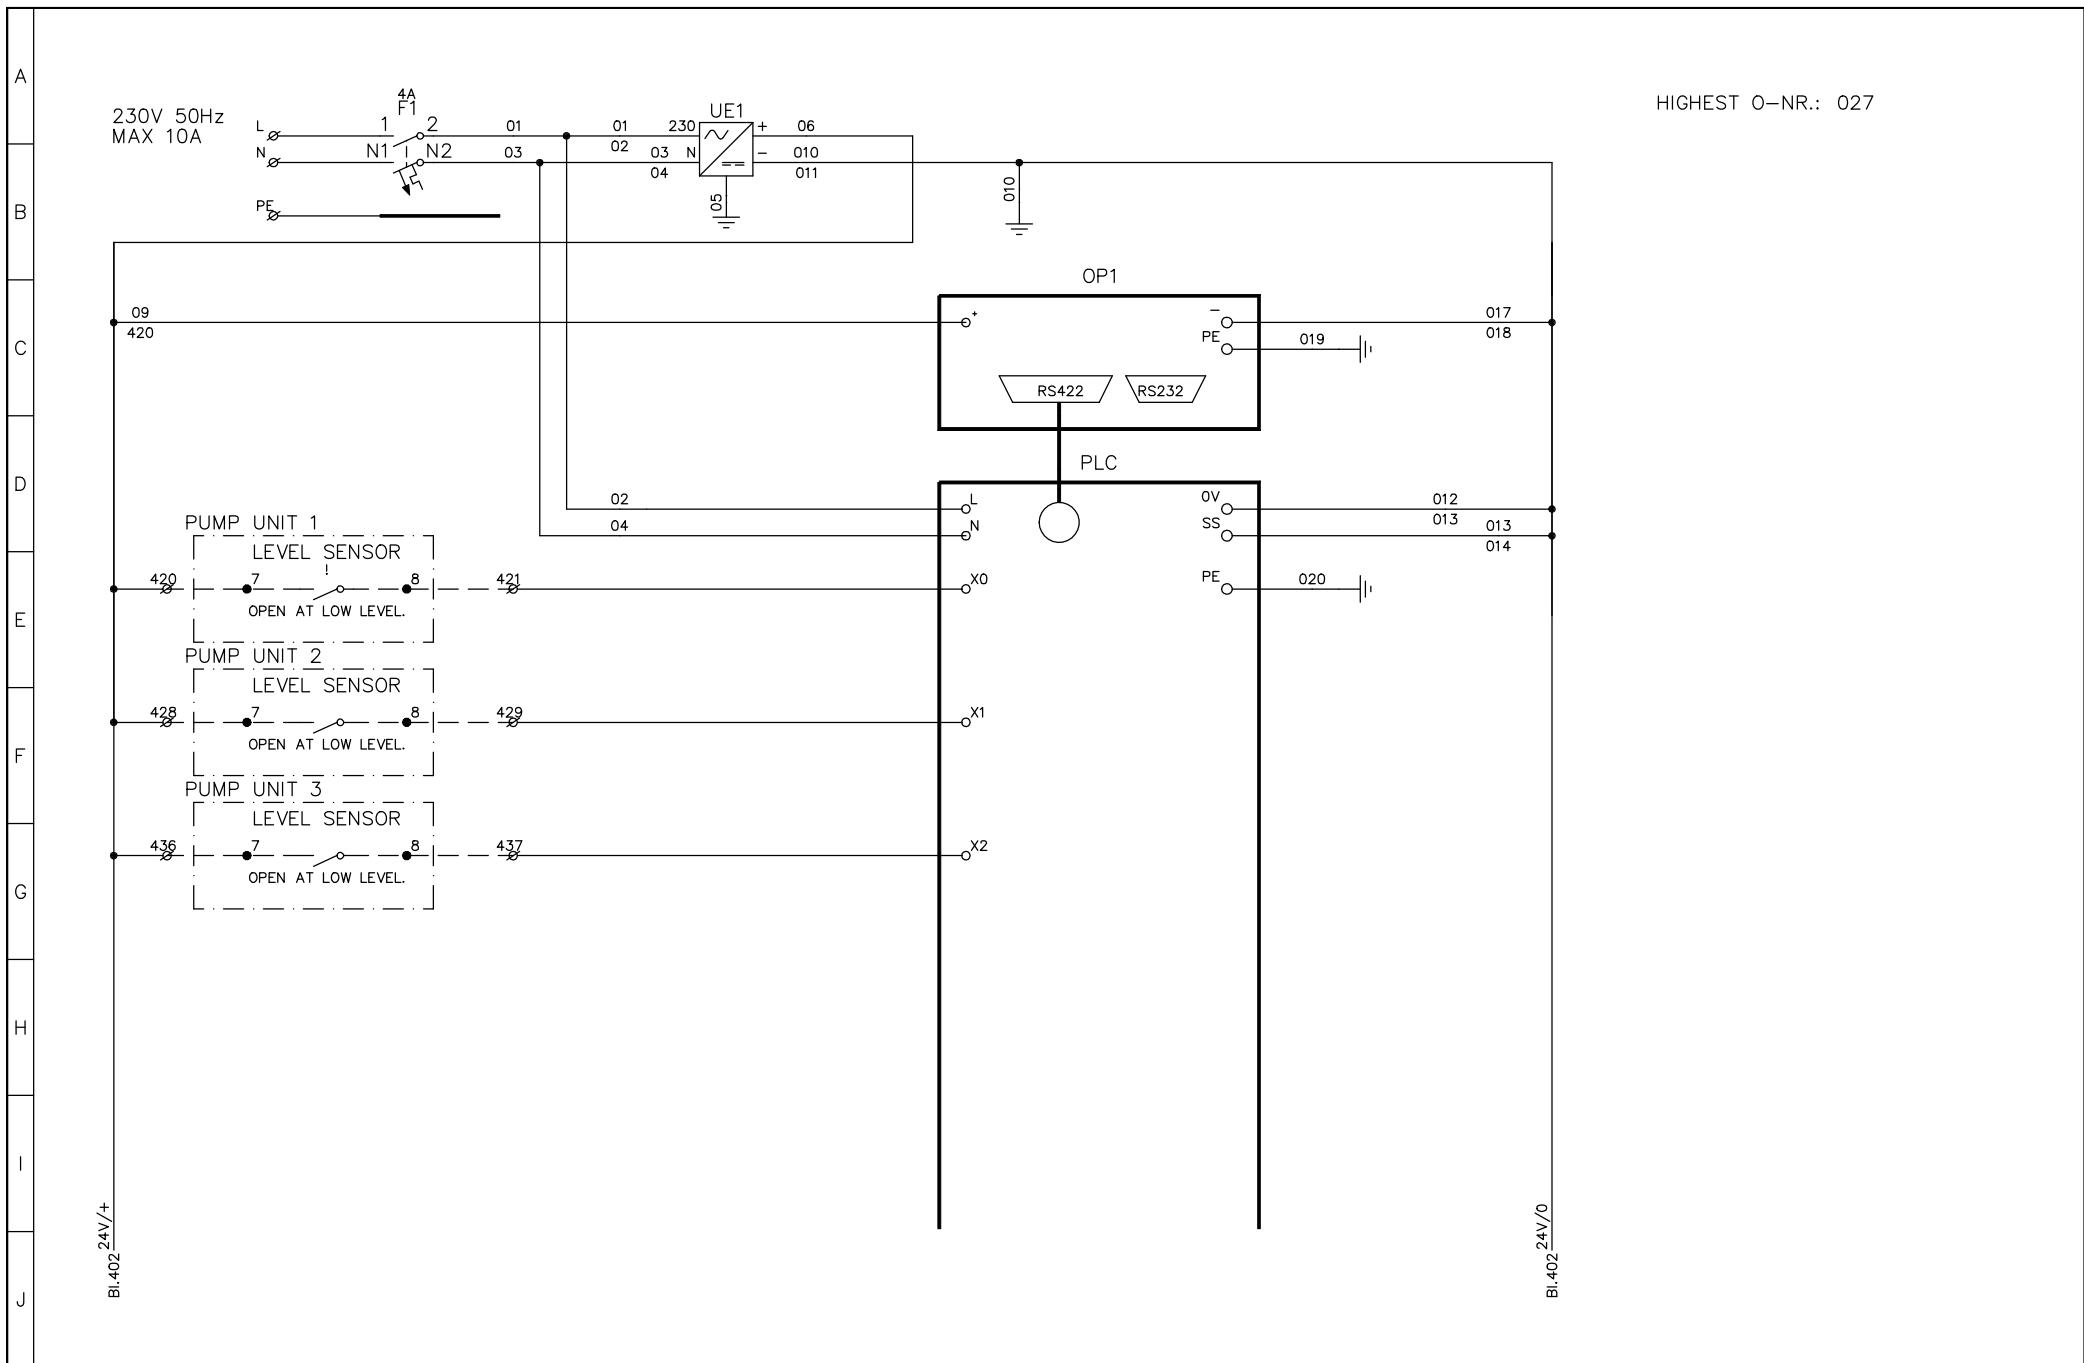 A
B
C
D
E
F
G
H
I
J
HIGHEST O-NR.: 027
230V 50Hz
MAX 10A
4A
F1
L
1 2
01
01
02
230
UE1
+
06
N
N1 N2
03
03
04
N
-
010
011
PE
05
010
OP1
09
420
+
-
017
018
PE
019
RS422
RS232
PLC
02
L
0V
012
013
04
N
SS
013
014
PUMP UNIT 1
LEVEL SENSOR
!
420
7
8
421
X0
PE
020
OPEN AT LOW LEVEL.
PUMP UNIT 2
LEVEL SENSOR
428
7
8
429
X1
OPEN AT LOW LEVEL.
PUMP UNIT 3
LEVEL SENSOR
436
7
8
437
X2
OPEN AT LOW LEVEL.
24V/+
Bl.402
24V/0
Bl.402